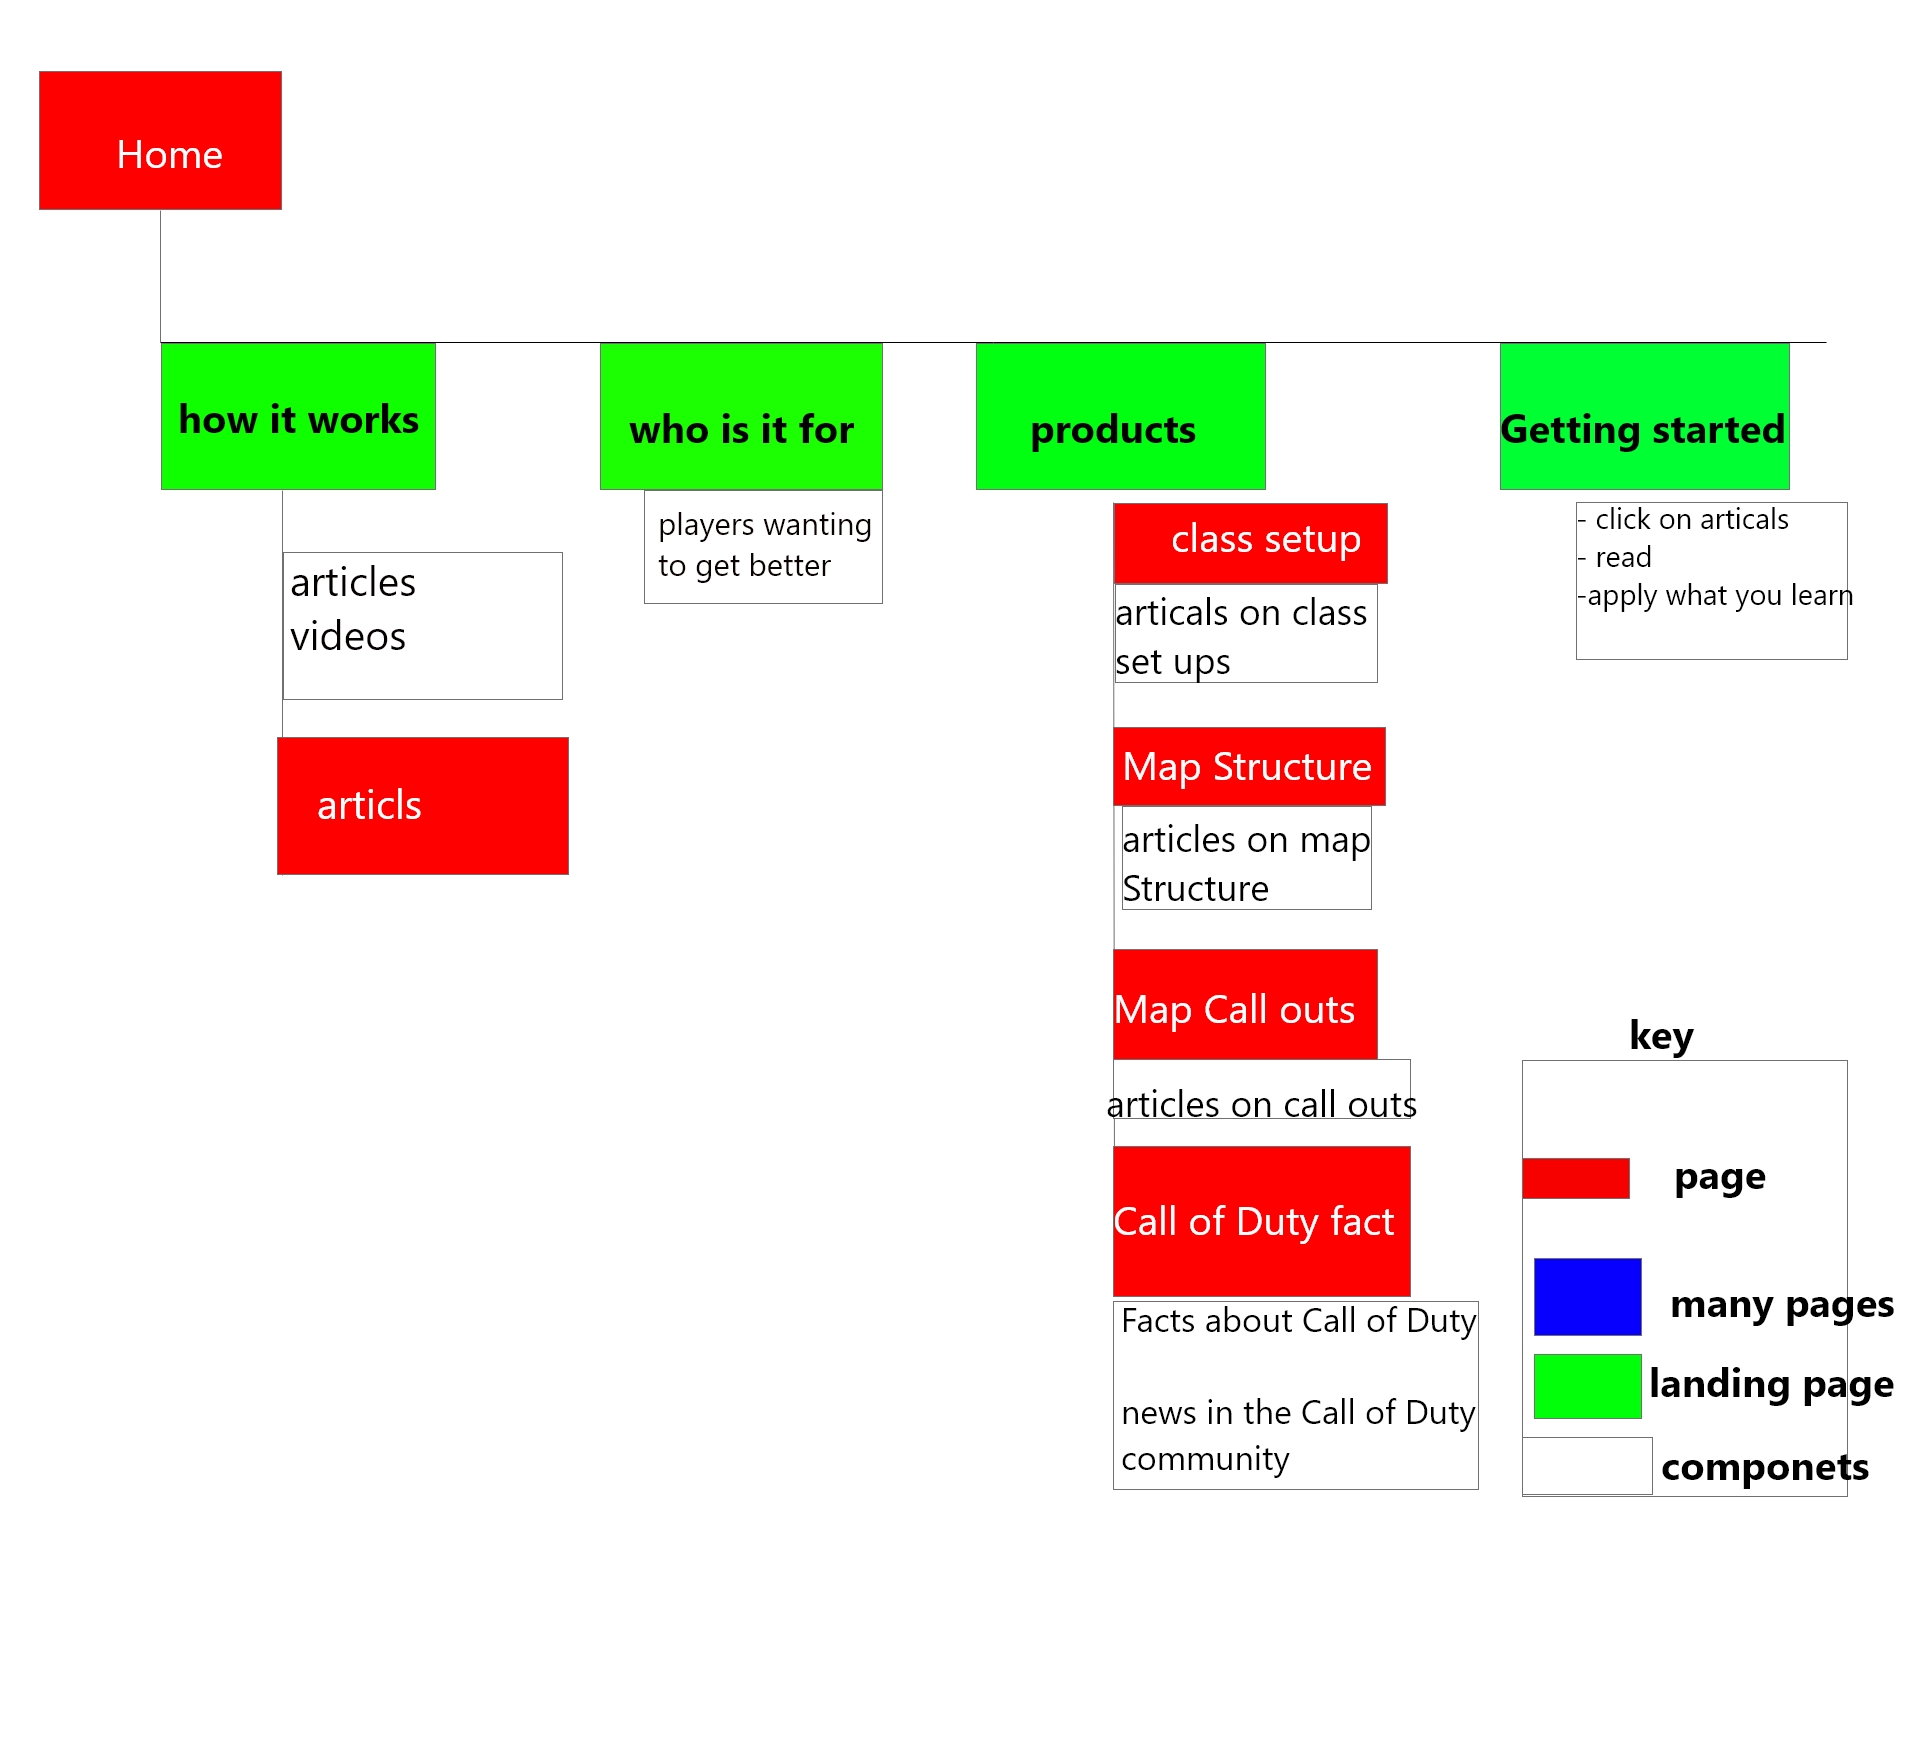 Home
how it works
who is it for
products
Getting started
articles
videos
articls
players wanting
to get better
class setup
articals on class
set ups
Map Structure
articles on map
Structure
Map Call outs
articles on call outs
Call of Duty fact
Facts about Call of Duty
news in the Call of Duty
community
- click on articals
- read
-apply what you learn
key
page
many pages
landing page
componets